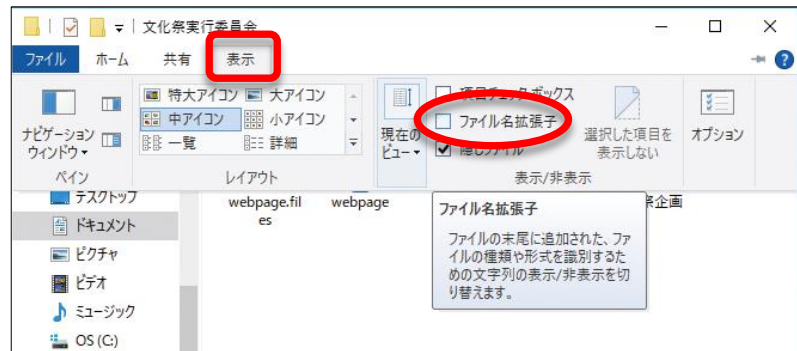 文化祭実行委員会
ファイル ホーム 共有 表示
特大アイコン 大アイコン
中アイコン 小アイコン
一覧 詳細
ナビゲーション
ウィンドウ
現在の
ビュー
項目チェック ボックス
ファイル名拡張子
隠しファイル
選択した項目を
表示しない
オプション
ペイン レイアウト 表示/非表示
デスクトップ
ドキュメント
ピクチャ
ビデオ
ミュージック
OS (C:)
webpage.fil
es
webpage
企画
ファイル名拡張子
ファイルの末尾に追加された、ファ
イルの種類や形式を識別するた
めの文字列の表示/非表示を切
り替えます。